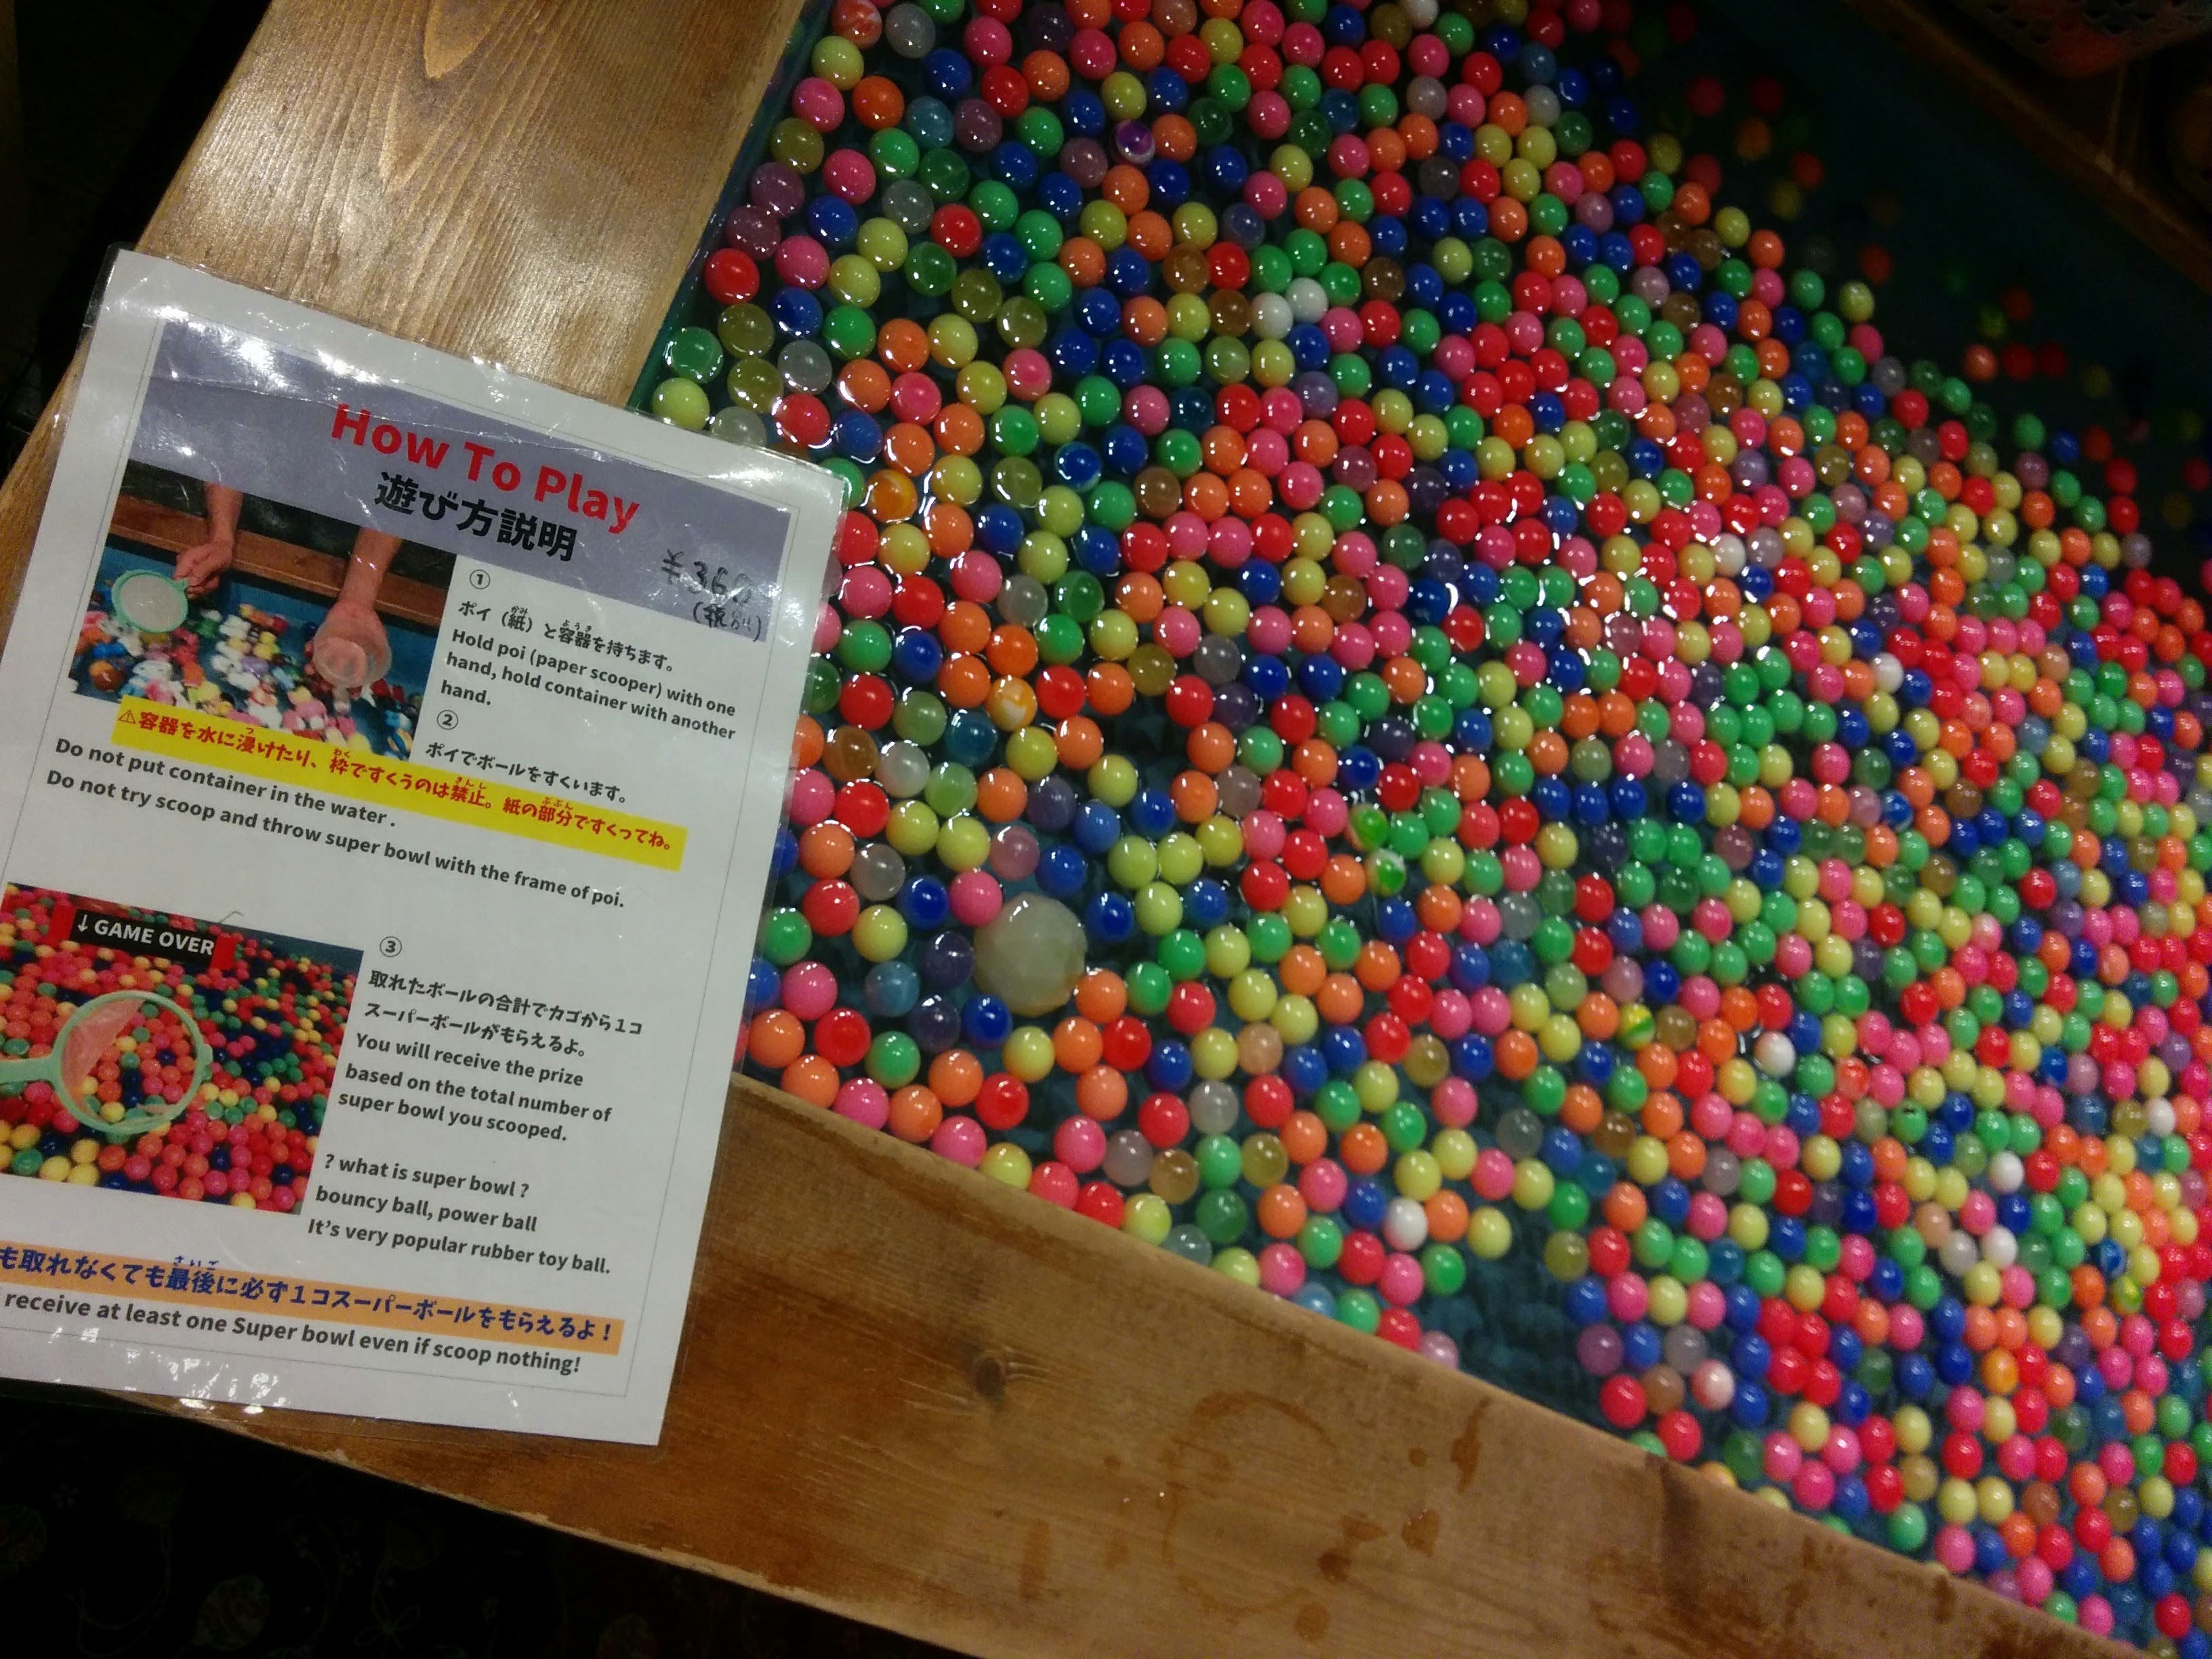 How To Play
遊び方説明
¥360
(税別)
①
ポイ（紙）と容器を持ちます。
Hold poi (paper scooper) with one
hand, hold container with another
hand.
②
ポイでボールをすくいます。
⚠容器を水に浸けたり、枠ですくうのは禁止。紙の部分ですくってね。
Do not put container in the water .
Do not try scoop and throw super bowl with the frame of poi.
↓GAME OVER
③
取れたボールの合計でカゴから１コ
スーパーボールがもらえるよ。
You will receive the prize
based on the total number of
super bowl you scooped.
? what is super bowl ?
bouncy ball, power ball
It's very popular rubber toy ball.
も取れなくても最後に必ず１コスーパーボールをもらえるよ！
receive at least one Super bowl even if scoop nothing!